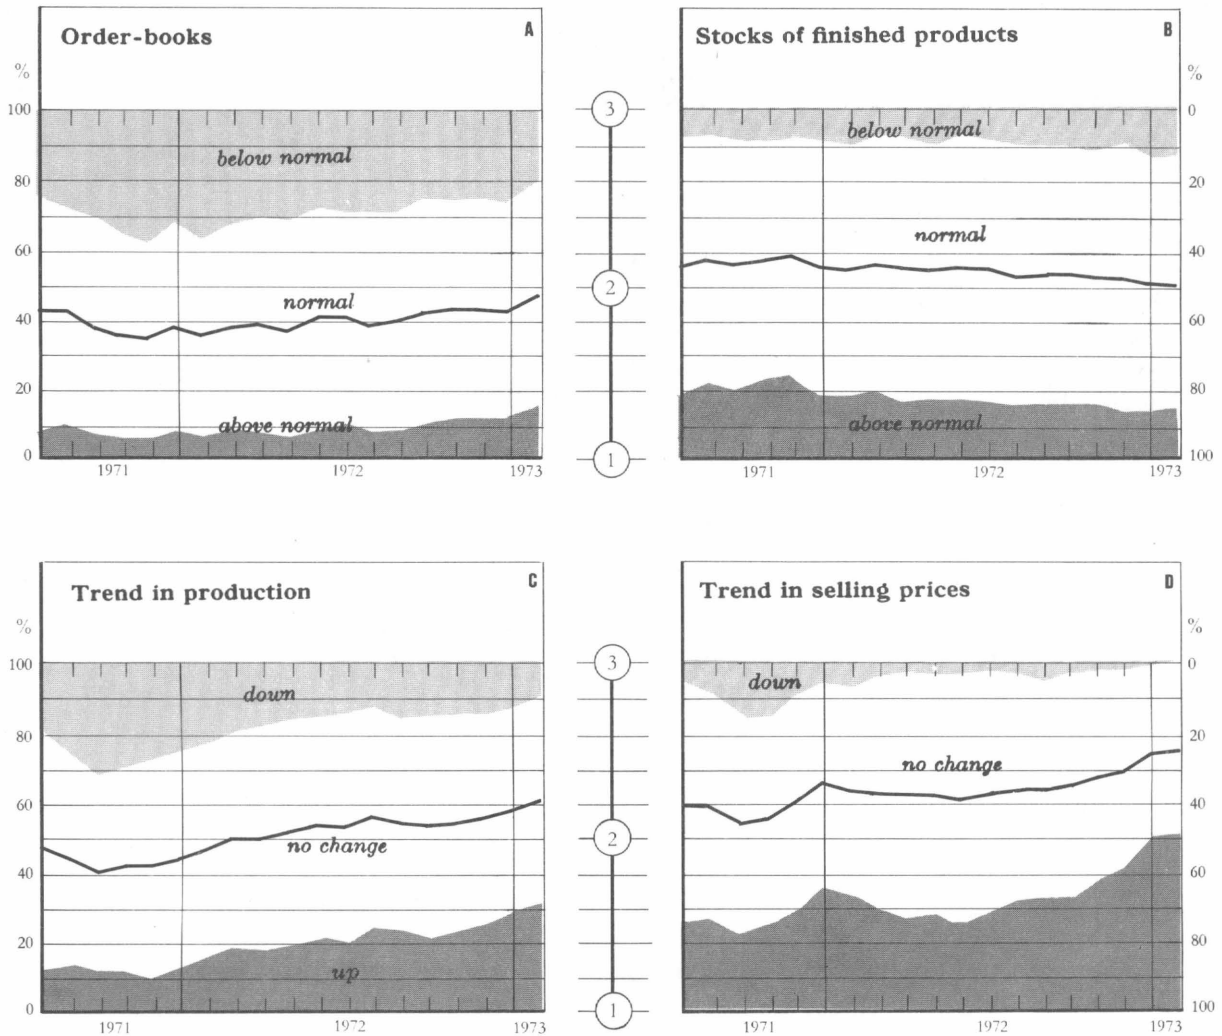 Order-books
A
%
100
80
60
40
20
0
below normal
normal
above normal
1971
1972
1973
3
2
1
Stocks of finished products
B
%
0
20
40
60
80
100
below normal
normal
above normal
1971
1972
1973
Trend in production
C
%
100
80
60
40
20
0
down
no change
up
1971
1972
1973
3
2
1
Trend in selling prices
D
%
0
20
40
60
80
100
down
no change
1971
1972
1973